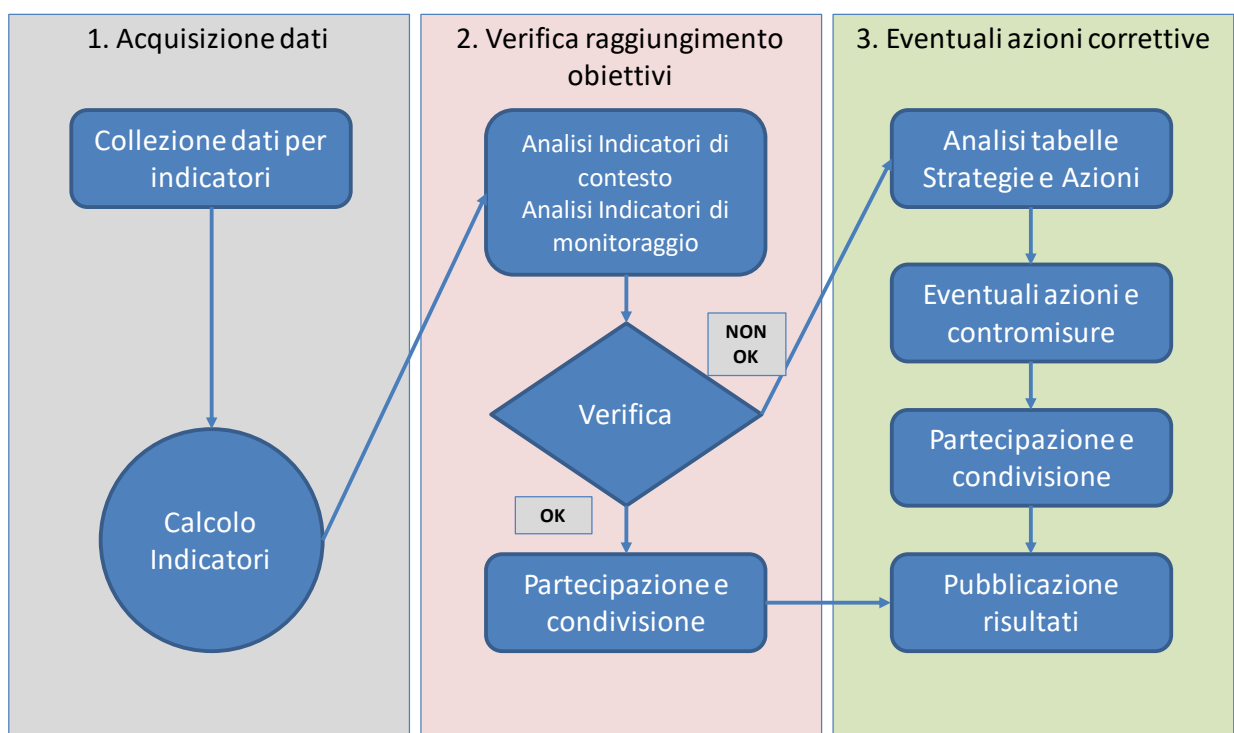 1. Acquisizione dati
Collezione dati per
indicatori
Calcolo
Indicatori
2. Verifica raggiungimento
obiettivi
Analisi Indicatori di
contesto
Analisi Indicatori di
monitoraggio
NON
OK
Verifica
OK
Partecipazione e
condivisione
3. Eventuali azioni correttive
Analisi tabelle
Strategie e Azioni
Eventuali azioni e
contromisure
Partecipazione e
condivisione
Pubblicazione
risultati